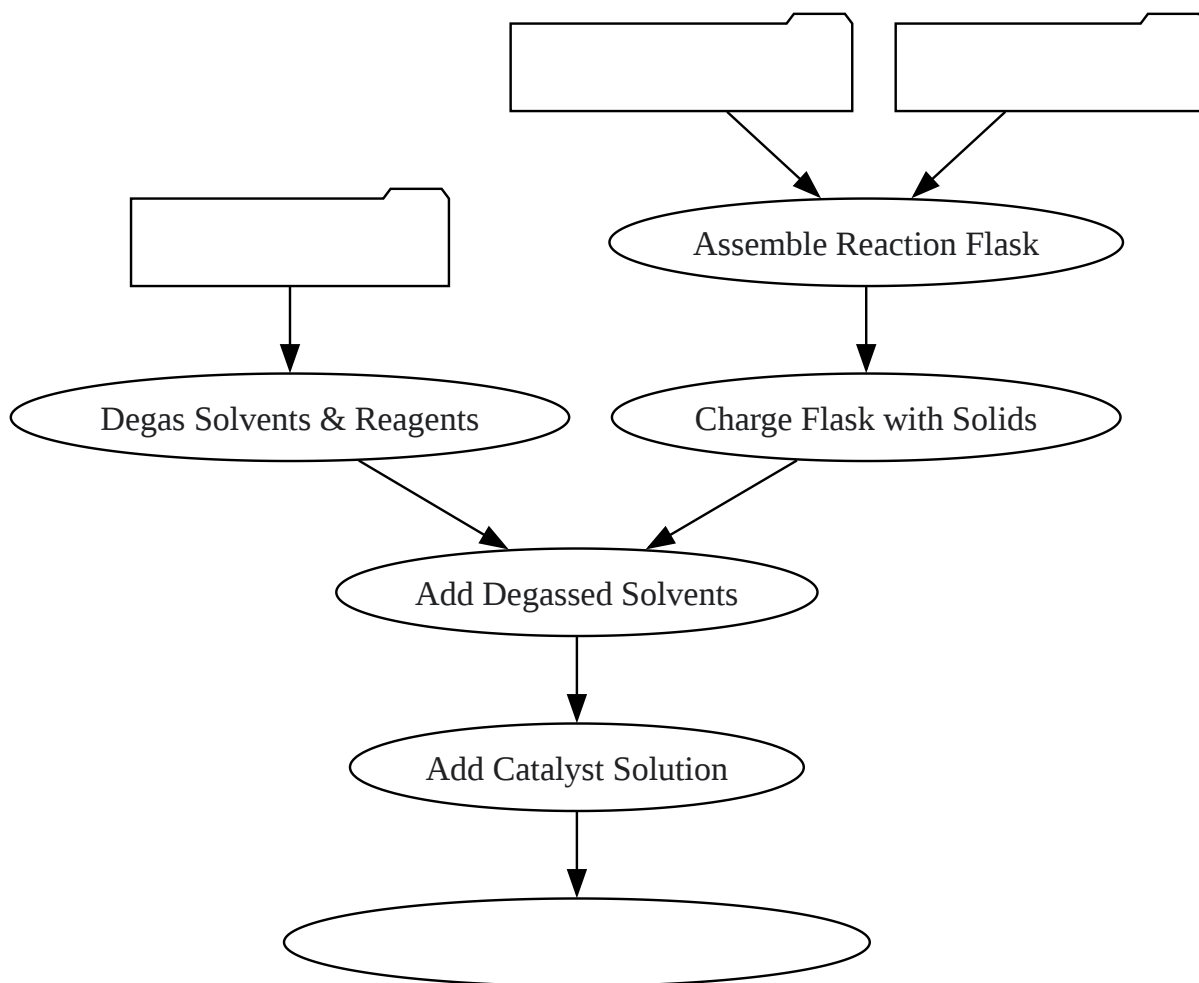 Assemble Reaction Flask
Degas Solvents & Reagents
Charge Flask with Solids
Add Degassed Solvents
Add Catalyst Solution